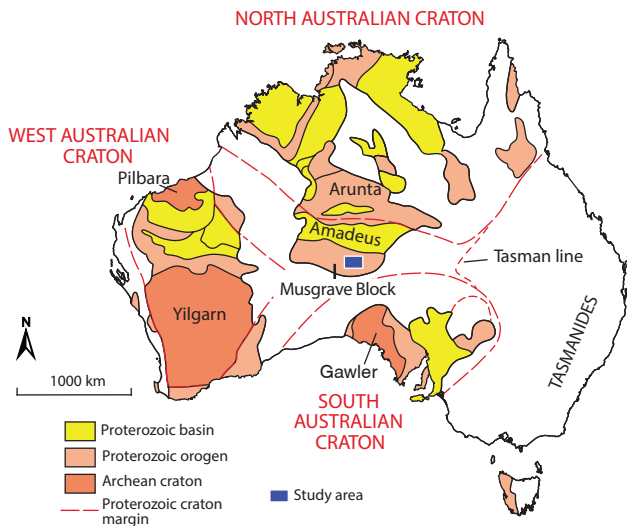 NORTH AUSTRALIAN CRATON
WEST AUSTRALIAN
CRATON
Pilbara
Arunta
Amadeus
Tasman line
Musgrave Block
Yilgarn
TASMANIDES
N
Gawler
1000 km
SOUTH
AUSTRALIAN
CRATON
Proterozoic basin
Proterozoic orogen
Archean craton
Proterozoic craton
margin
Study area